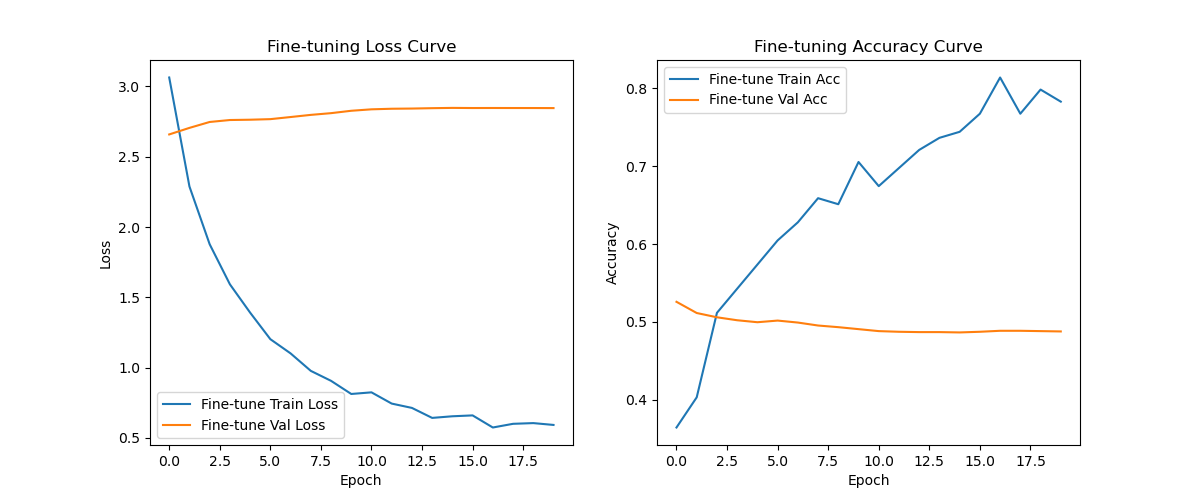 Fine-tuning Loss Curve
3.0
2.5
2.0
1.5
1.0
0.5
Loss
Fine-tune Train Loss
Fine-tune Val Loss
0.0 2.5 5.0 7.5 10.0 12.5 15.0 17.5
Epoch
Fine-tuning Accuracy Curve
Fine-tune Train Acc
Fine-tune Val Acc
0.8
0.7
0.6
0.5
0.4
Accuracy
0.0 2.5 5.0 7.5 10.0 12.5 15.0 17.5
Epoch